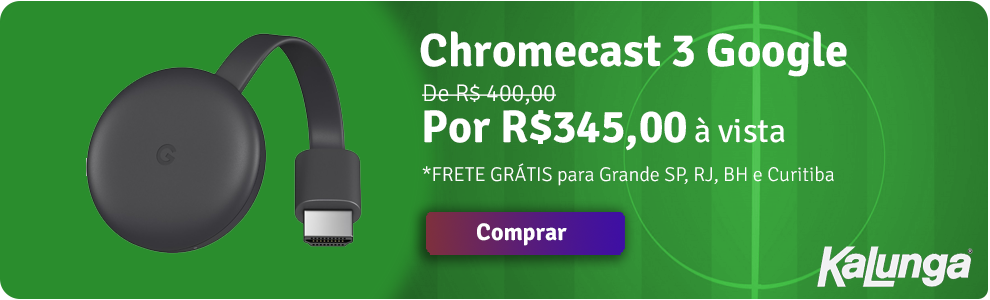 Chromecast 3 Google
De R$ 400,00
Por R$345,00 à vista
*FRETE GRÁTIS para Grande SP, RJ, BH e Curitiba
Comprar
KaLunga
G